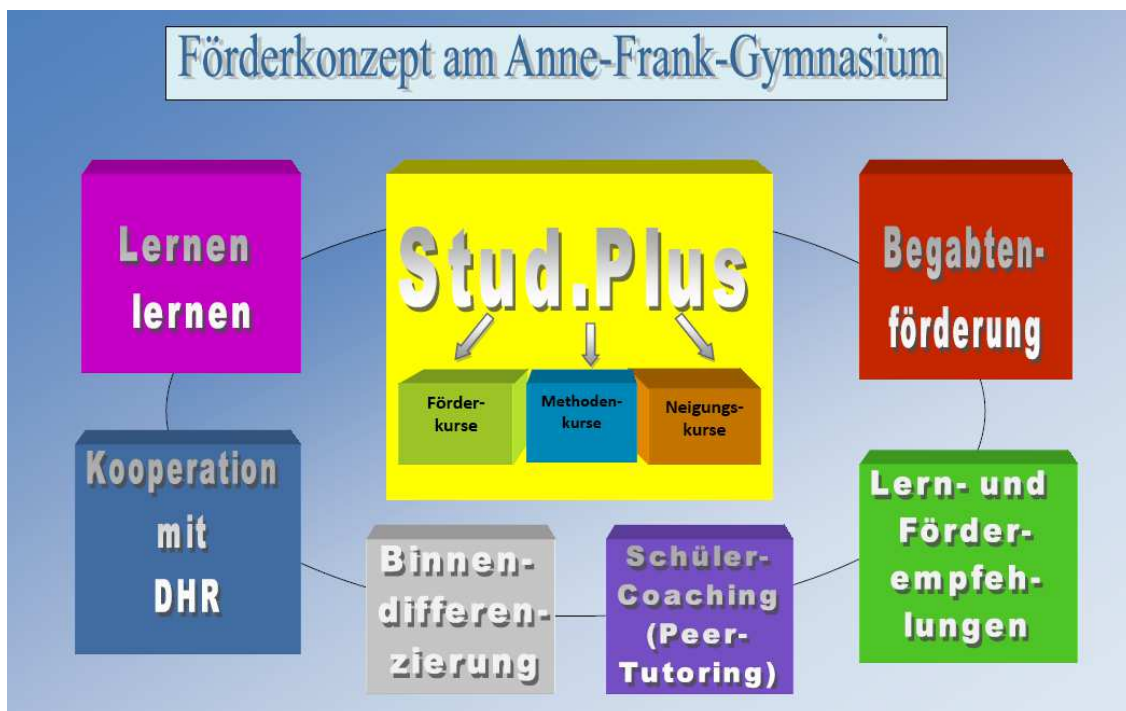 Förderkonzept am Anne-Frank-Gymnasium
Lernen
lernen
Stud.Plus
Förder-
kurse
Methoden-
kurse
Neigungs-
kurse
Begabten-
förderung
Kooperation
mit
DHR
Binnen-
differen-
zierung
Schüler-
Coaching
(Peer-
Tutoring)
Lern- und
Förder-
empfeh-
lungen